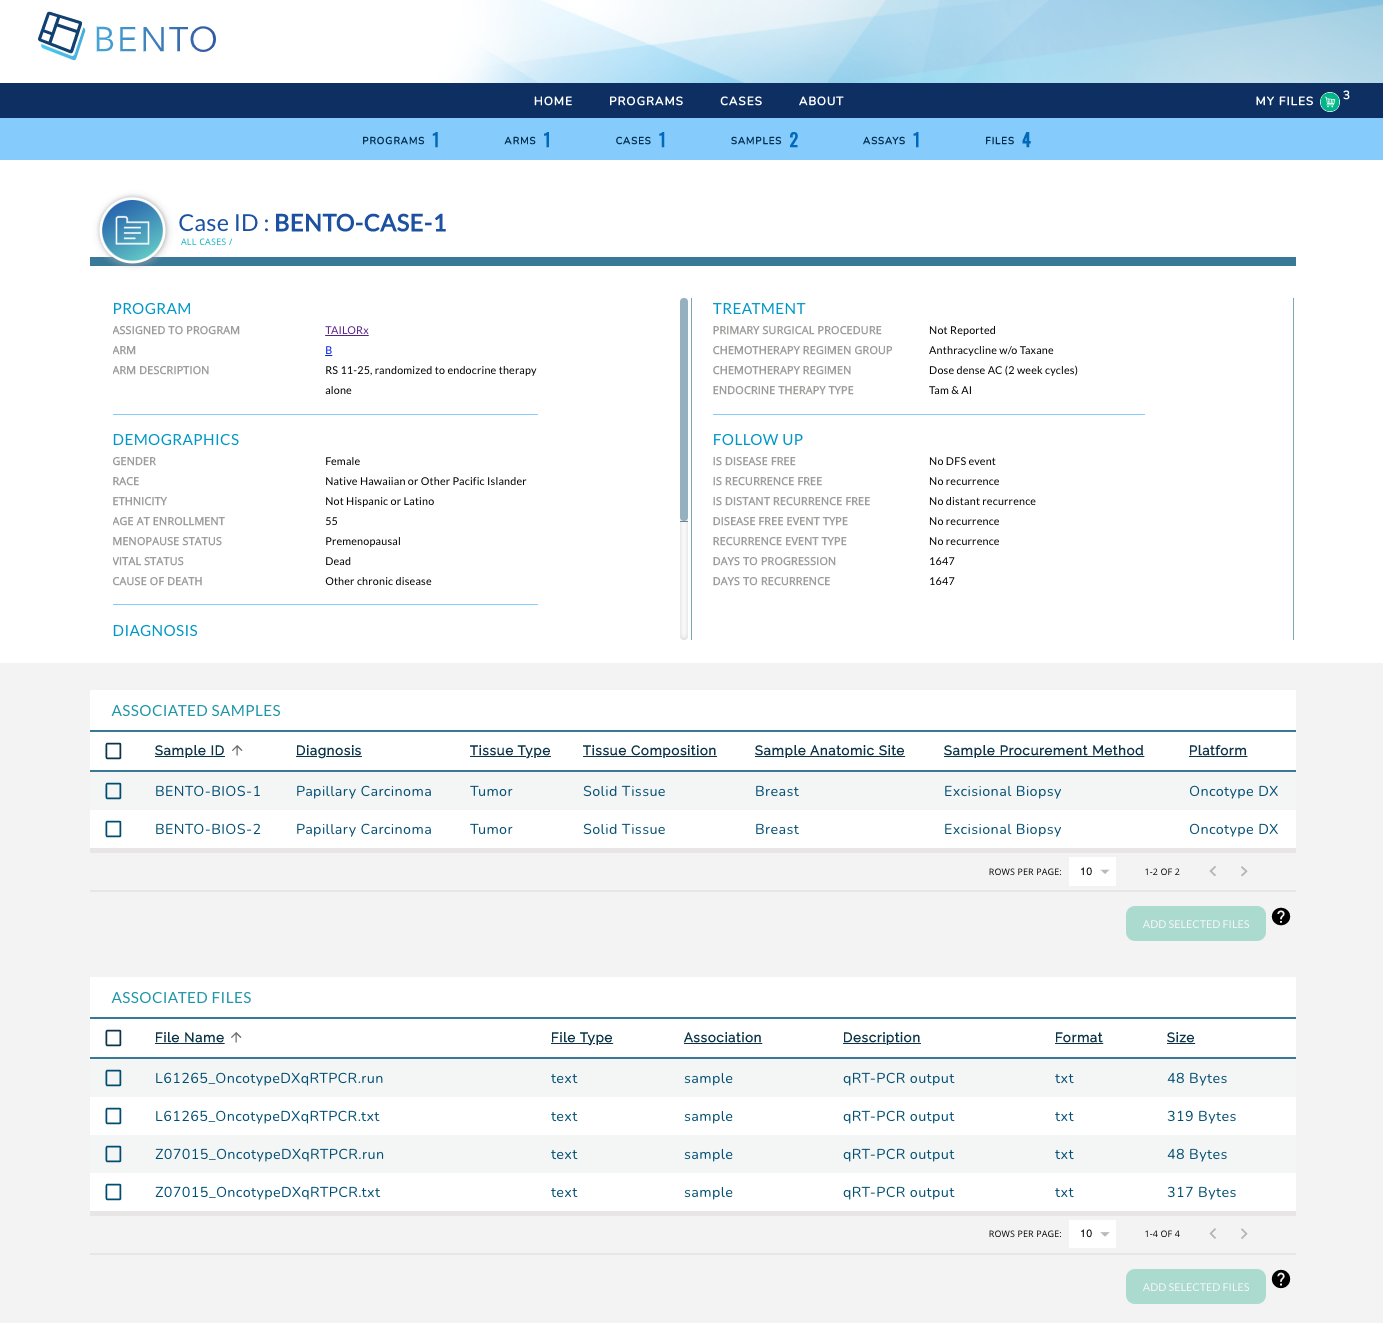 BENTO
HOME PROGRAMS CASES ABOUT MY FILES 3
PROGRAMS 1 ARMS 1 CASES 1 SAMPLES 2 ASSAYS 1 FILES 4
Case ID : BENTO-CASE-1
ALL CASES /
PROGRAM
ASSIGNED TO PROGRAM TAILORx
ARM B
ARM DESCRIPTION RS 11-25, randomized to endocrine therapy
alone
DEMOGRAPHICS
GENDER Female
RACE Native Hawaiian or Other Pacific Islander
ETHNICITY Not Hispanic or Latino
AGE AT ENROLLMENT 55
MENOPAUSE STATUS Premenopausal
VITAL STATUS Dead
CAUSE OF DEATH Other chronic disease
DIAGNOSIS
TREATMENT
PRIMARY SURGICAL PROCEDURE Not Reported
CHEMOTHERAPY REGIMEN GROUP Anthracycline w/o Taxane
CHEMOTHERAPY REGIMEN Dose dense AC (2 week cycles)
ENDOCRINE THERAPY TYPE Tam & AI
FOLLOW UP
IS DISEASE FREE No DFS event
IS RECURRENCE FREE No recurrence
IS DISTANT RECURRENCE FREE No distant recurrence
DISEASE FREE EVENT TYPE No recurrence
RECURRENCE EVENT TYPE No recurrence
DAYS TO PROGRESSION 1647
DAYS TO RECURRENCE 1647
ASSOCIATED SAMPLES
Sample ID Diagnosis Tissue Type Tissue Composition Sample Anatomic Site Sample Procurement Method Platform
BENTO-BIOS-1 Papillary Carcinoma Tumor Solid Tissue Breast Excisional Biopsy Oncotype DX
BENTO-BIOS-2 Papillary Carcinoma Tumor Solid Tissue Breast Excisional Biopsy Oncotype DX
ROWS PER PAGE: 10 1-2 OF 2
ADD SELECTED FILES ?
ASSOCIATED FILES
File Name File Type Association Description Format Size
L61265_OncotypeDXqRTPCR.run text sample qRT-PCR output txt 48 Bytes
L61265_OncotypeDXqRTPCR.txt text sample qRT-PCR output txt 319 Bytes
Z07015_OncotypeDXqRTPCR.run text sample qRT-PCR output txt 48 Bytes
Z07015_OncotypeDXqRTPCR.txt text sample qRT-PCR output txt 317 Bytes
ROWS PER PAGE: 10 1-4 OF 4
ADD SELECTED FILES ?